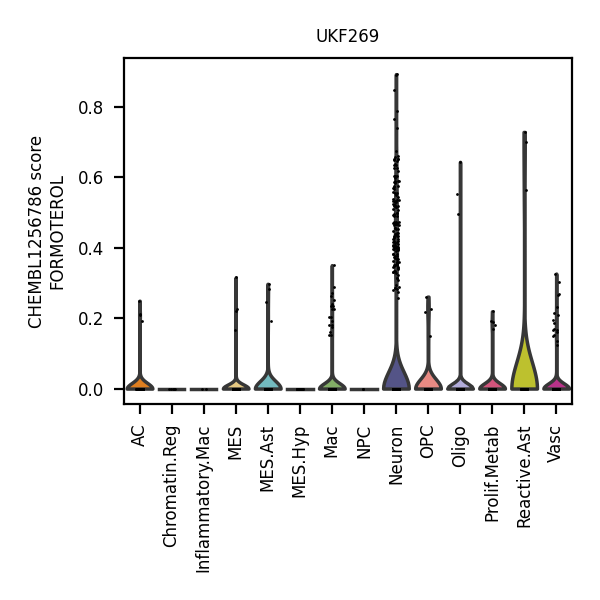 UKF269
CHEMBL1256786 score
FORMOTEROL
0.8
0.6
0.4
0.2
0.0
AC
Chromatin.Reg
Inflammatory.Mac
MES
MES.Ast
MES.Hyp
Mac
NPC
Neuron
OPC
Oligo
Prolif.Metab
Reactive.Ast
Vasc